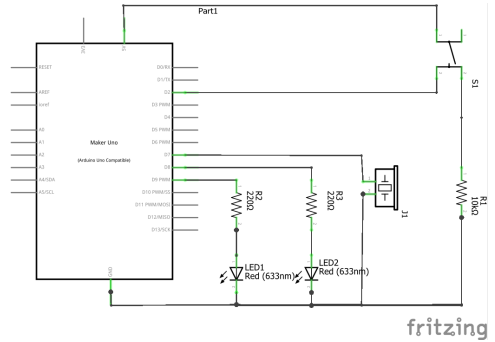 Part1
3V3
5V
RESET
AREF
ioref
A0
A1
A2
A3
A4/SDA
A5/SCL
Maker Uno
(Arduino Uno Compatible)
D0/RX
D1/TX
D2
D3 PWM
D4
D5 PWM
D6 PWM
D7
D8
D9 PWM
D10 PWM/SS
D11 PWM/MOSI
D12/MISO
D13/SCK
GND
S1
R2
220Ω
R3
220Ω
J1
R1
10kΩ
LED1
Red (633nm)
LED2
Red (633nm)
fritzing